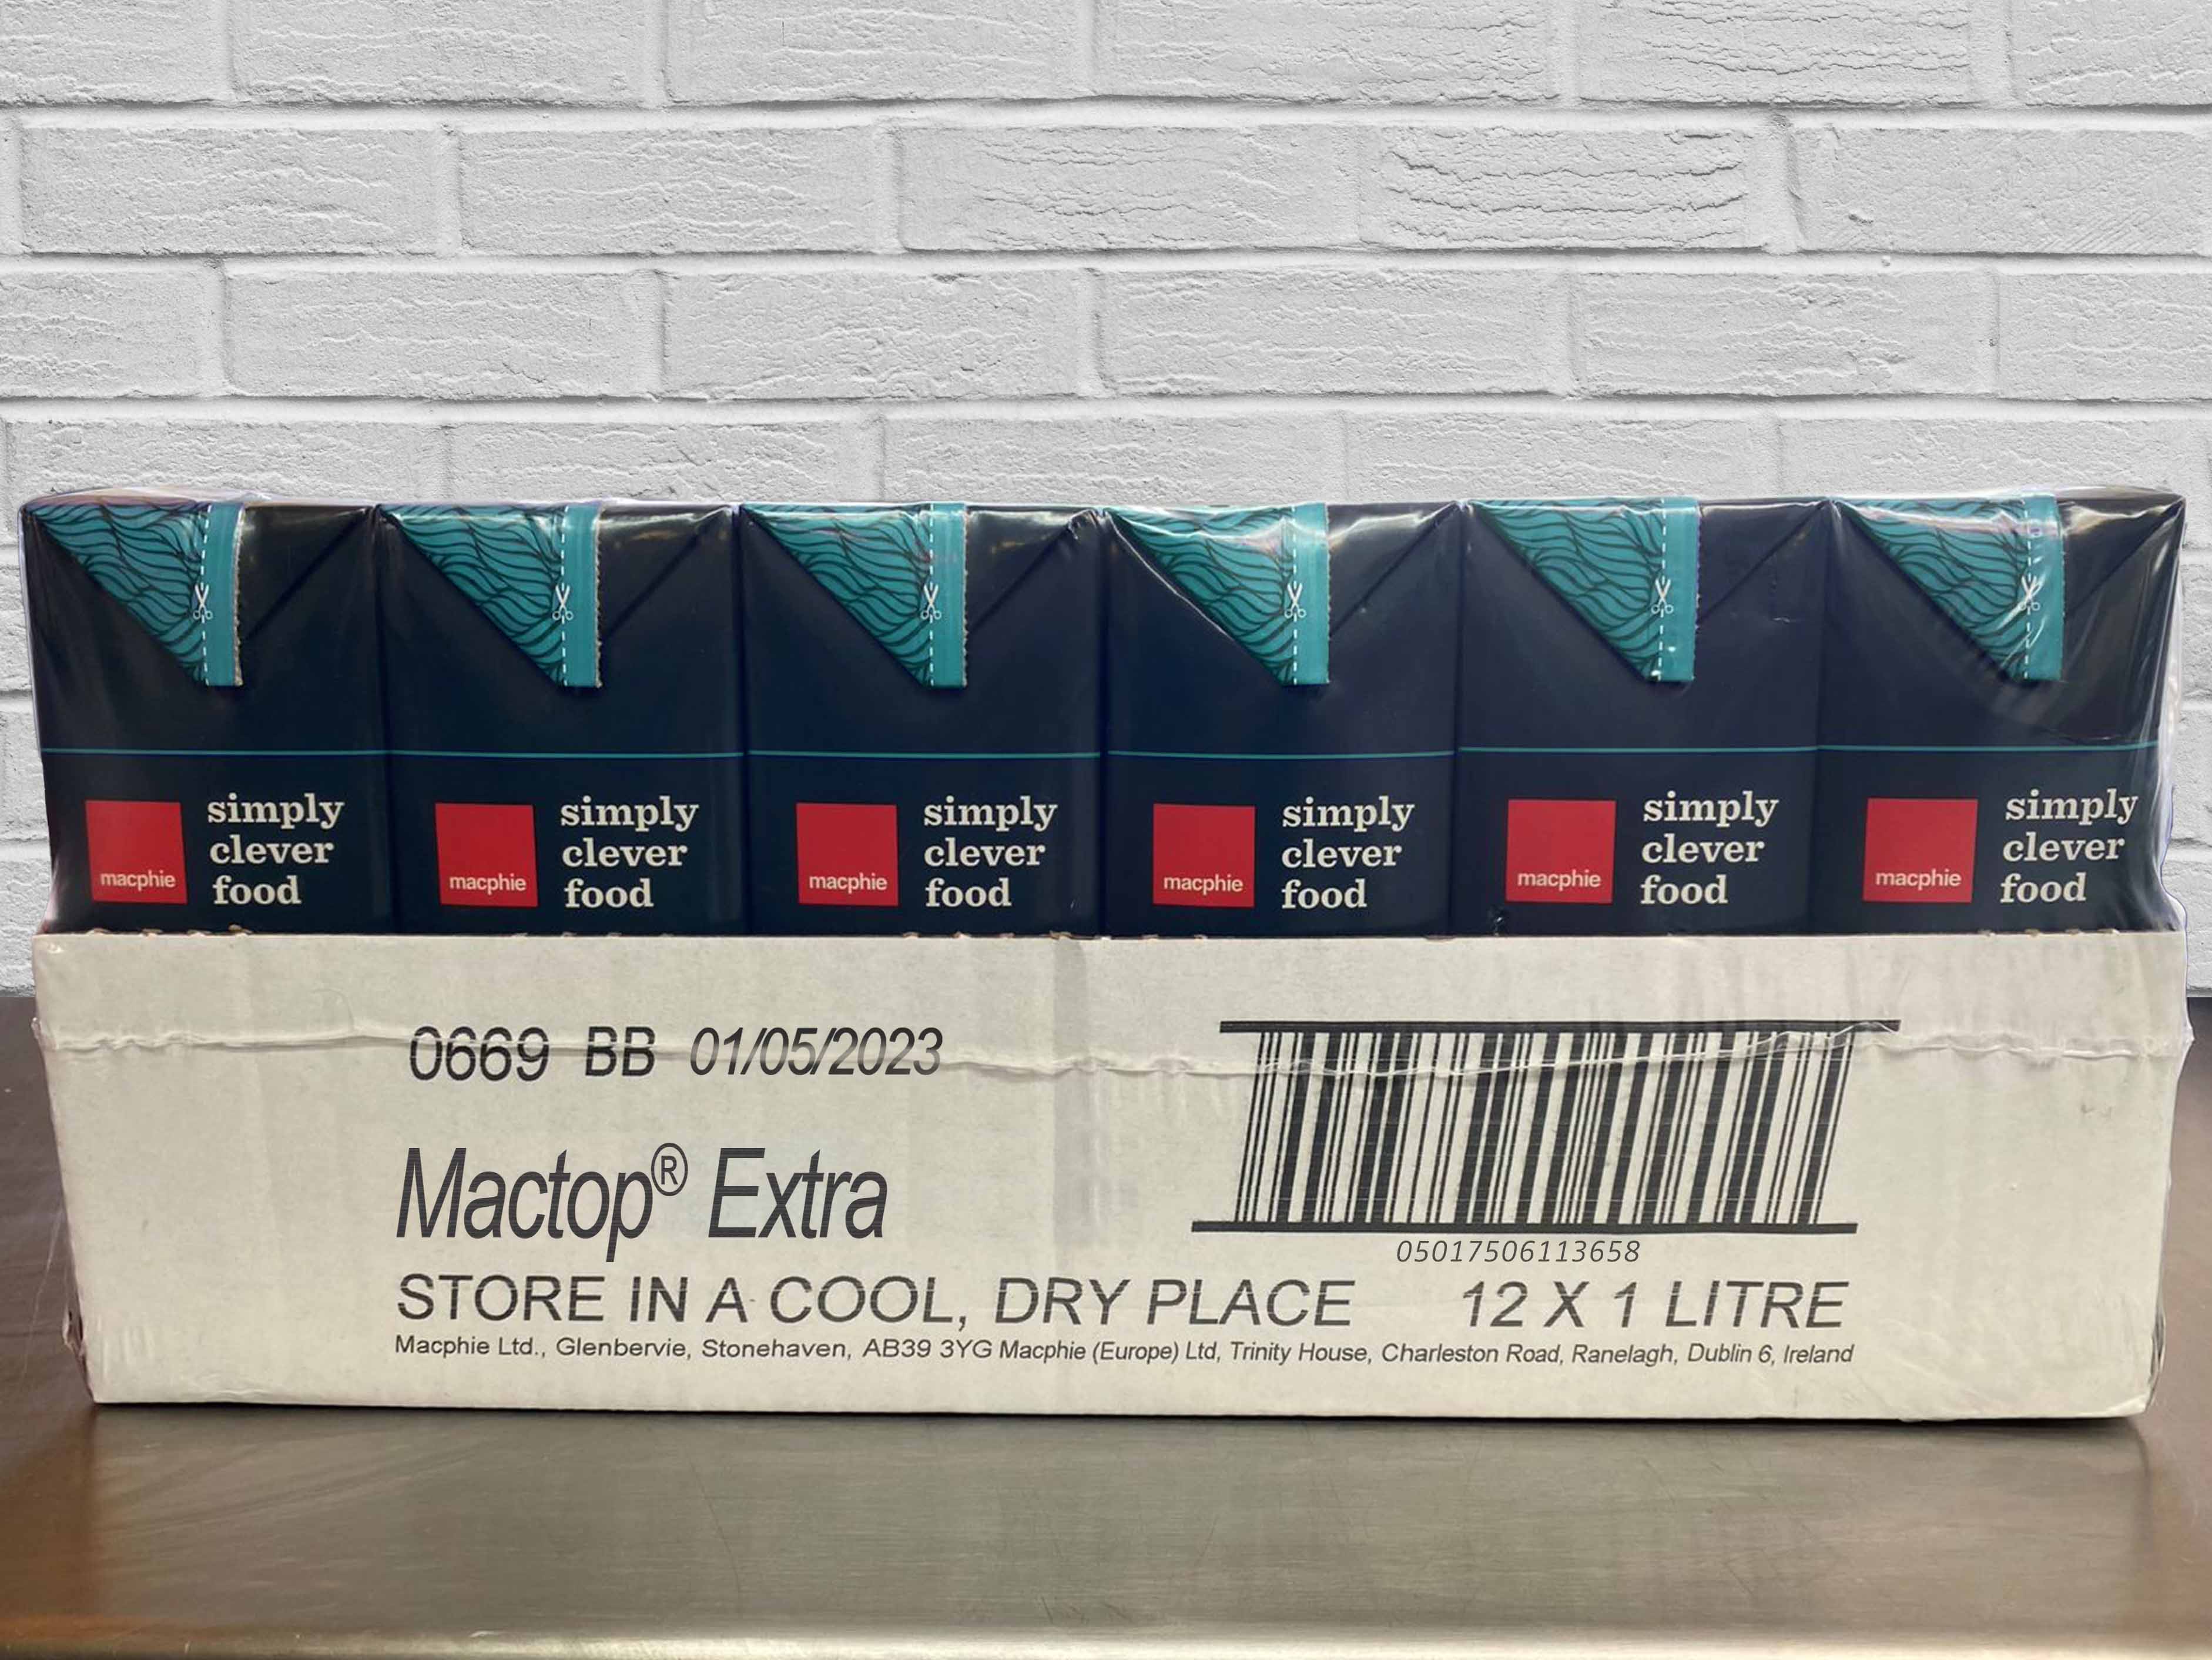 macphie
simply
clever
food
macphie
simply
clever
food
macphie
simply
clever
food
macphie
simply
clever
food
macphie
simply
clever
food
macphie
simply
clever
food
0669 BB 01/05/2023
Mactop® Extra
05017506113658
STORE IN A COOL, DRY PLACE 12 X 1 LITRE
Macphie Ltd., Glenbervie, Stonehaven, AB39 3YG Macphie (Europe) Ltd, Trinity House, Charleston Road, Ranelagh, Dublin 6, Ireland